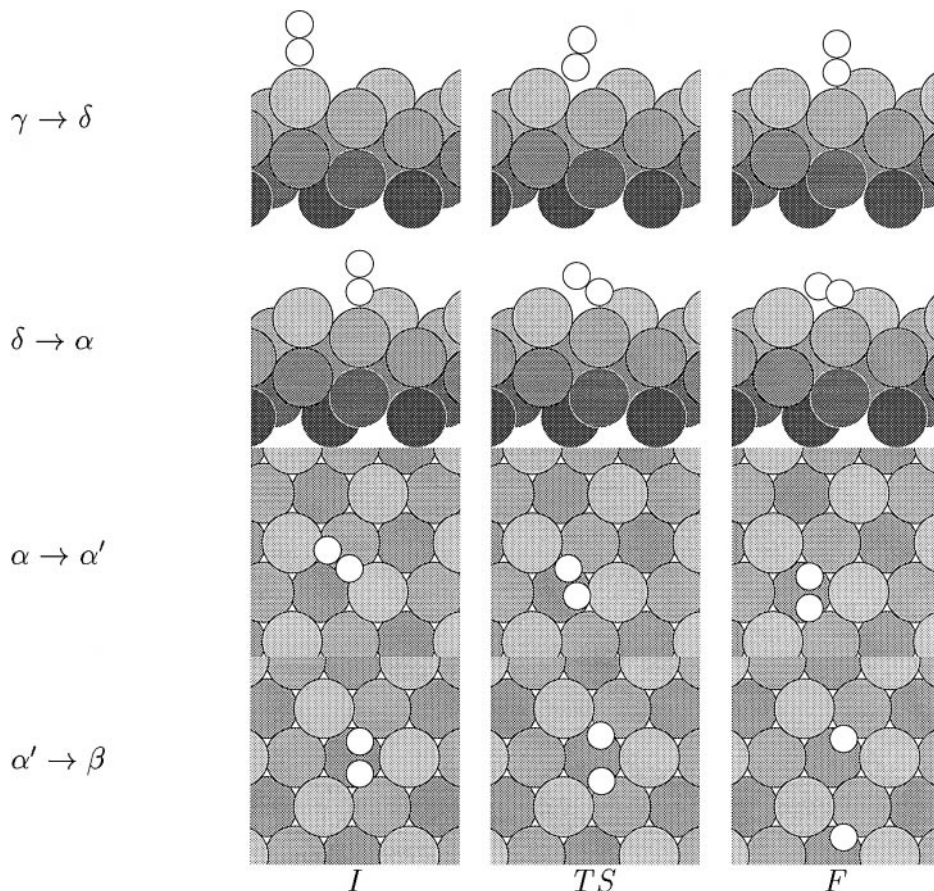 γ → δ
δ → α
α → α′
α′ → β
I TS F